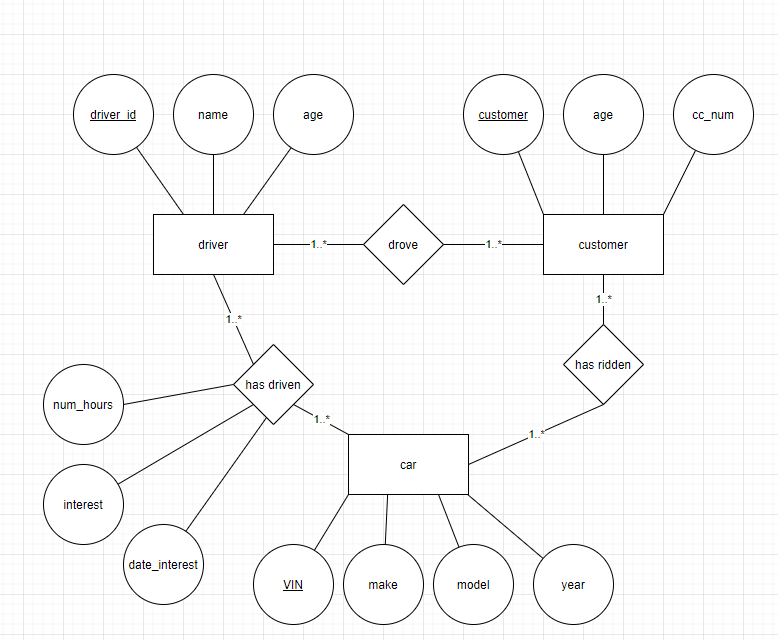 driver_id
name
age
customer
age
cc_num
driver
1..*
drove
1..*
customer
1..*
1..*
has ridden
has driven
num_hours
1..*
1..*
car
interest
date_interest
VIN
make
model
year